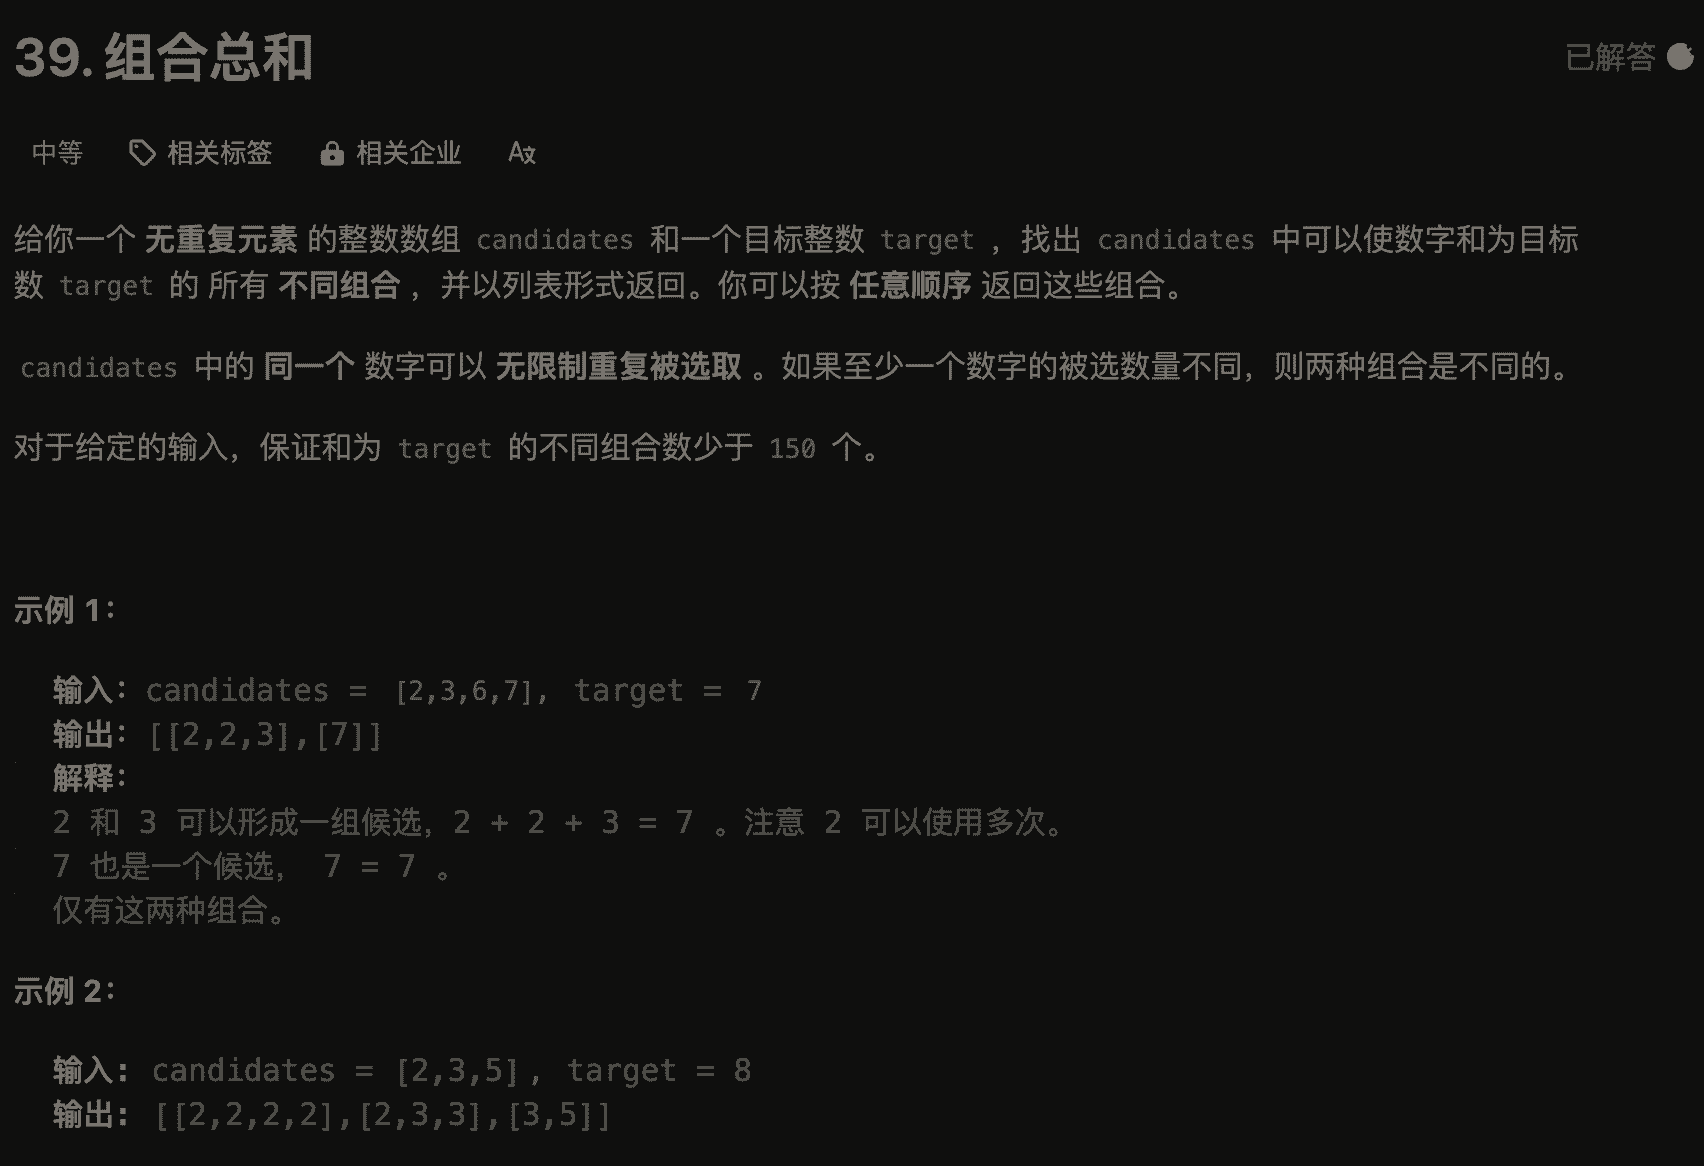 39. 组合总和
已解答
中等 相关标签 相关企业 Ax
给你一个 无重复元素 的整数数组 candidates 和一个目标整数 target ，找出 candidates 中可以使数字和为目标
数 target 的 所有 不同组合 ，并以列表形式返回。你可以按 任意顺序 返回这些组合。
candidates 中的 同一个 数字可以 无限制重复被选取 。如果至少一个数字的被选数量不同，则两种组合是不同的。
对于给定的输入，保证和为 target 的不同组合数少于 150 个。
示例 1：
输入：candidates = [2,3,6,7], target = 7
输出：[[2,2,3],[7]]
解释：
2 和 3 可以形成一组候选，2 + 2 + 3 = 7 。注意 2 可以使用多次。
7 也是一个候选， 7 = 7 。
仅有这两种组合。
示例 2：
输入: candidates = [2,3,5], target = 8
输出: [[2,2,2,2],[2,3,3],[3,5]]